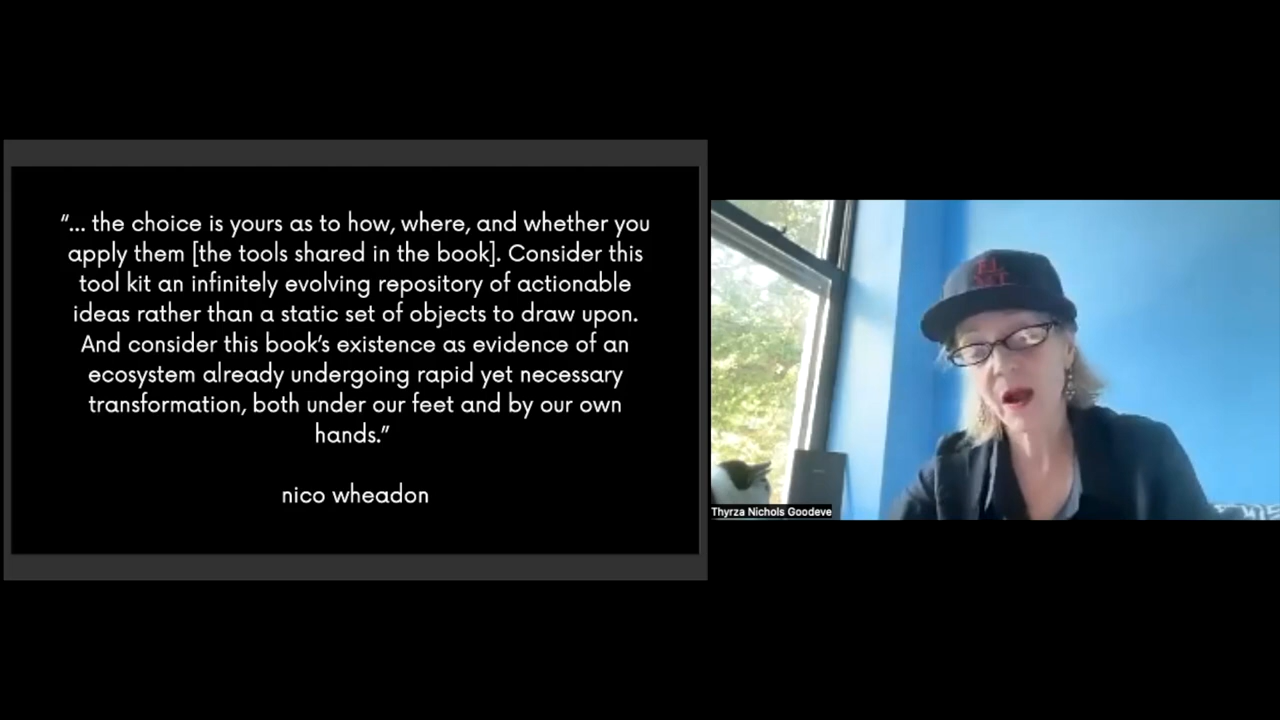 “... the choice is yours as to how, where, and whether you
apply them [the tools shared in the book]. Consider this
tool kit an infinitely evolving repository of actionable
ideas rather than a static set of objects to draw upon.
And consider this book’s existence as evidence of an
ecosystem already undergoing rapid yet necessary
transformation, both under our feet and by our own
hands.”
nico wheadon
Thyrza Nichols Goodeve